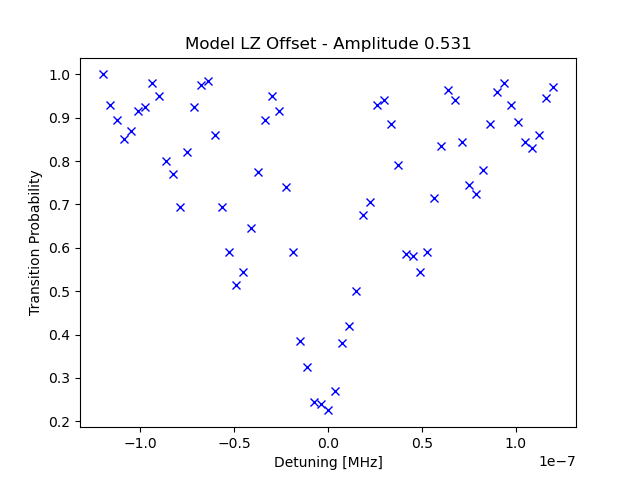 Model LZ Offset - Amplitude 0.531
Transition Probability
1.0
0.9
0.8
0.7
0.6
0.5
0.4
0.3
0.2
−1.0 −0.5 0.0 0.5 1.0
1e−7
Detuning [MHz]